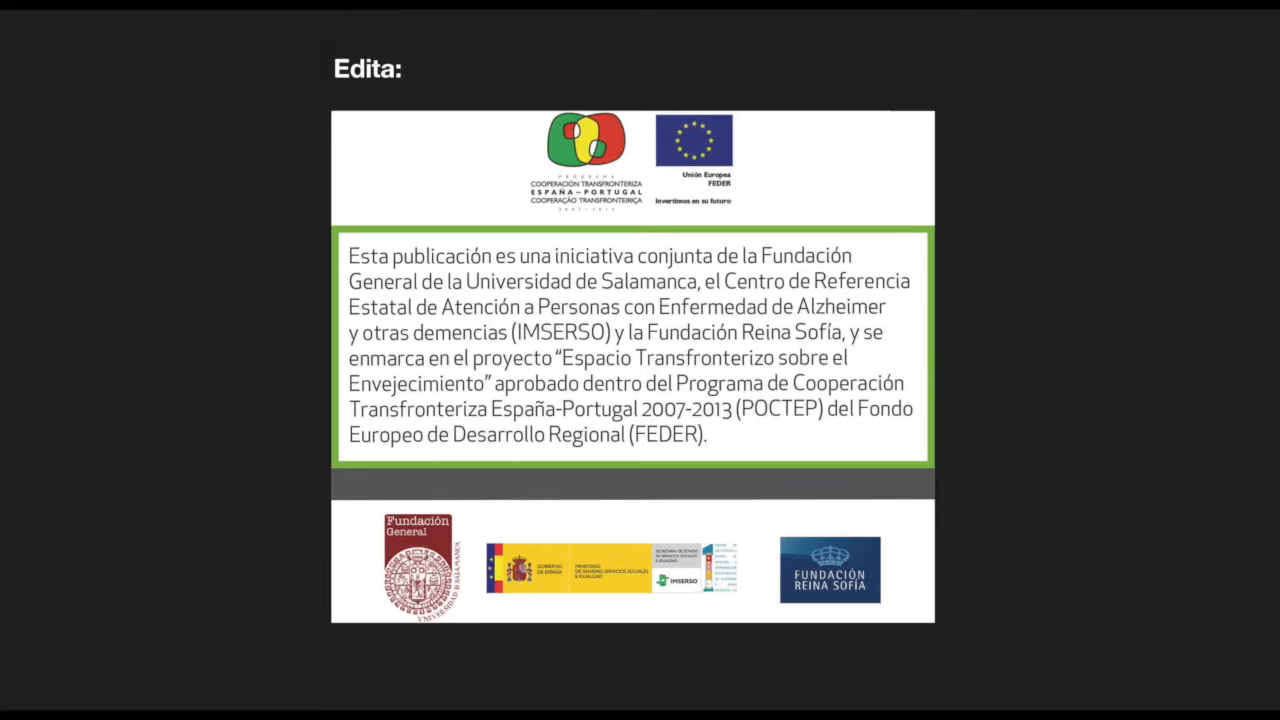 Edita:
PROGRAMA
COOPERACIÓN TRANSFRONTERIZA
ESPAÑA – PORTUGAL
COOPERAÇÃO TRANSFRONTEIRIÇA
Unión Europea
FEDER
Invertimos en su futuro
Esta publicación es una iniciativa conjunta de la Fundación
General de la Universidad de Salamanca, el Centro de Referencia
Estatal de Atención a Personas con Enfermedad de Alzheimer
y otras demencias (IMSERSO) y la Fundación Reina Sofía, y se
enmarca en el proyecto “Espacio Transfronterizo sobre el
Envejecimiento” aprobado dentro del Programa de Cooperación
Transfronteriza España-Portugal 2007-2013 (POCTEP) del Fondo
Europeo de Desarrollo Regional (FEDER).
Fundación
General
VNIVERSIDAD Đ SALAMANCA
GOBIERNO
DE ESPAÑA
MINISTERIO
DE SANIDAD, SERVICIOS SOCIALES
E IGUALDAD
SECRETARÍA DE ESTADO
DE SERVICIOS SOCIALES
E IGUALDAD
IMSERSO
FUNDACIÓN
REINA SOFÍA